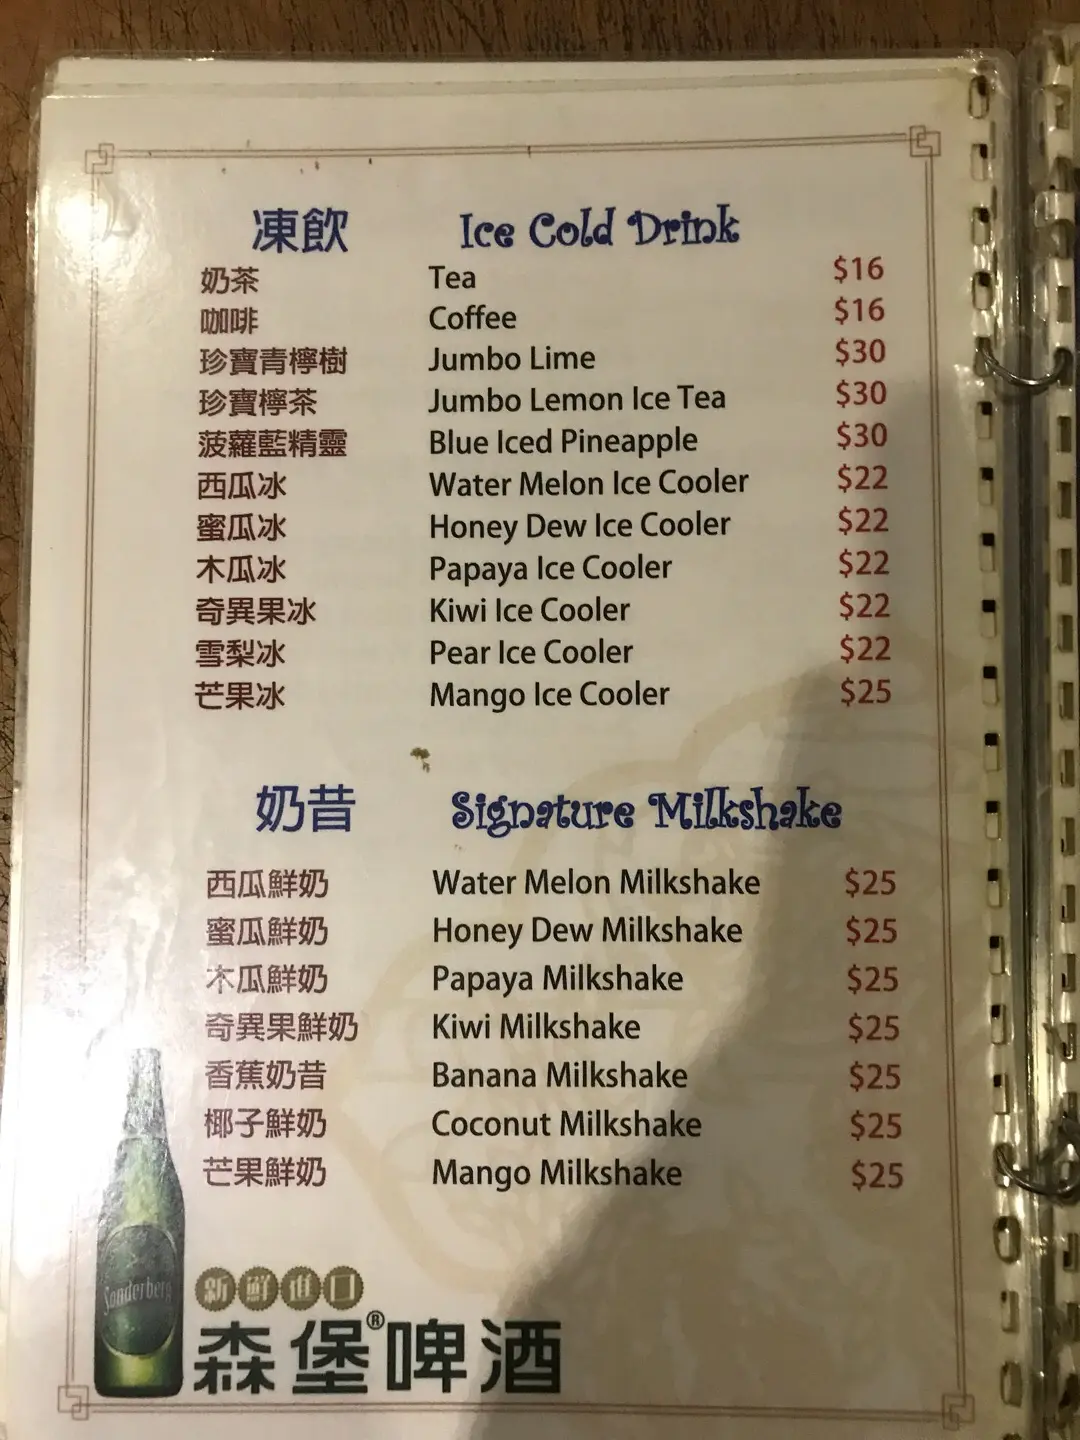 凍飲 Ice Cold Drink
奶茶 Tea $16
咖啡 Coffee $16
珍寶青檸樹 Jumbo Lime $30
珍寶檸茶 Jumbo Lemon Ice Tea $30
菠蘿藍精靈 Blue Iced Pineapple $30
西瓜冰 Water Melon Ice Cooler $22
蜜瓜冰 Honey Dew Ice Cooler $22
木瓜冰 Papaya Ice Cooler $22
奇異果冰 Kiwi Ice Cooler $22
雪梨冰 Pear Ice Cooler $22
芒果冰 Mango Ice Cooler $25
奶昔 Signature Milkshake
西瓜鮮奶 Water Melon Milkshake $25
蜜瓜鮮奶 Honey Dew Milkshake $25
木瓜鮮奶 Papaya Milkshake $25
奇異果鮮奶 Kiwi Milkshake $25
香蕉奶昔 Banana Milkshake $25
椰子鮮奶 Coconut Milkshake $25
芒果鮮奶 Mango Milkshake $25
Sonderberg
新鮮進口
森堡®啤酒